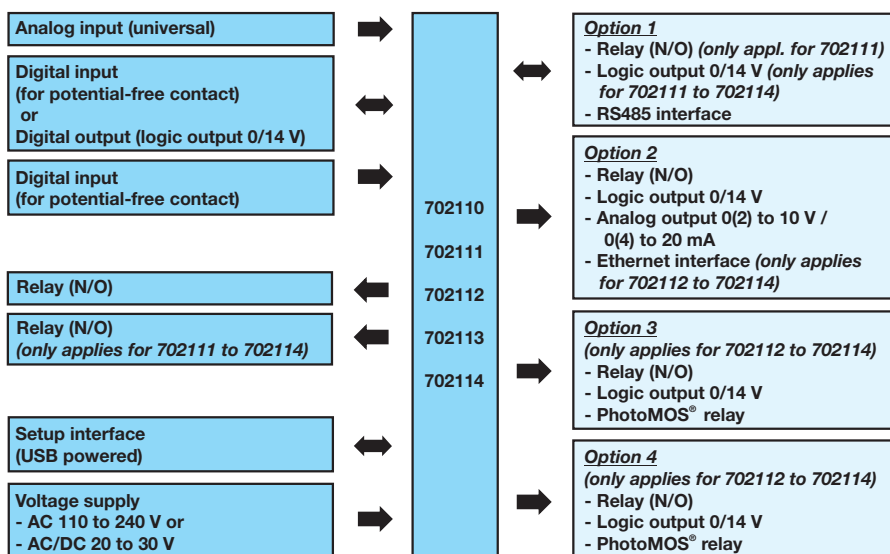 Analog input (universal)
Digital input
(for potential-free contact)
or
Digital output (logic output 0/14 V)
Digital input
(for potential-free contact)
Relay (N/O)
Relay (N/O)
(only applies for 702111 to 702114)
Setup interface
(USB powered)
Voltage supply
- AC 110 to 240 V or
- AC/DC 20 to 30 V
702110
702111
702112
702113
702114
Option 1
- Relay (N/O) (only appl. for 702111)
- Logic output 0/14 V (only applies
for 702111 to 702114)
- RS485 interface
Option 2
- Relay (N/O)
- Logic output 0/14 V
- Analog output 0(2) to 10 V /
0(4) to 20 mA
- Ethernet interface (only applies
for 702112 to 702114)
Option 3
(only applies for 702112 to 702114)
- Relay (N/O)
- Logic output 0/14 V
- PhotoMOS® relay
Option 4
(only applies for 702112 to 702114)
- Relay (N/O)
- Logic output 0/14 V
- PhotoMOS® relay